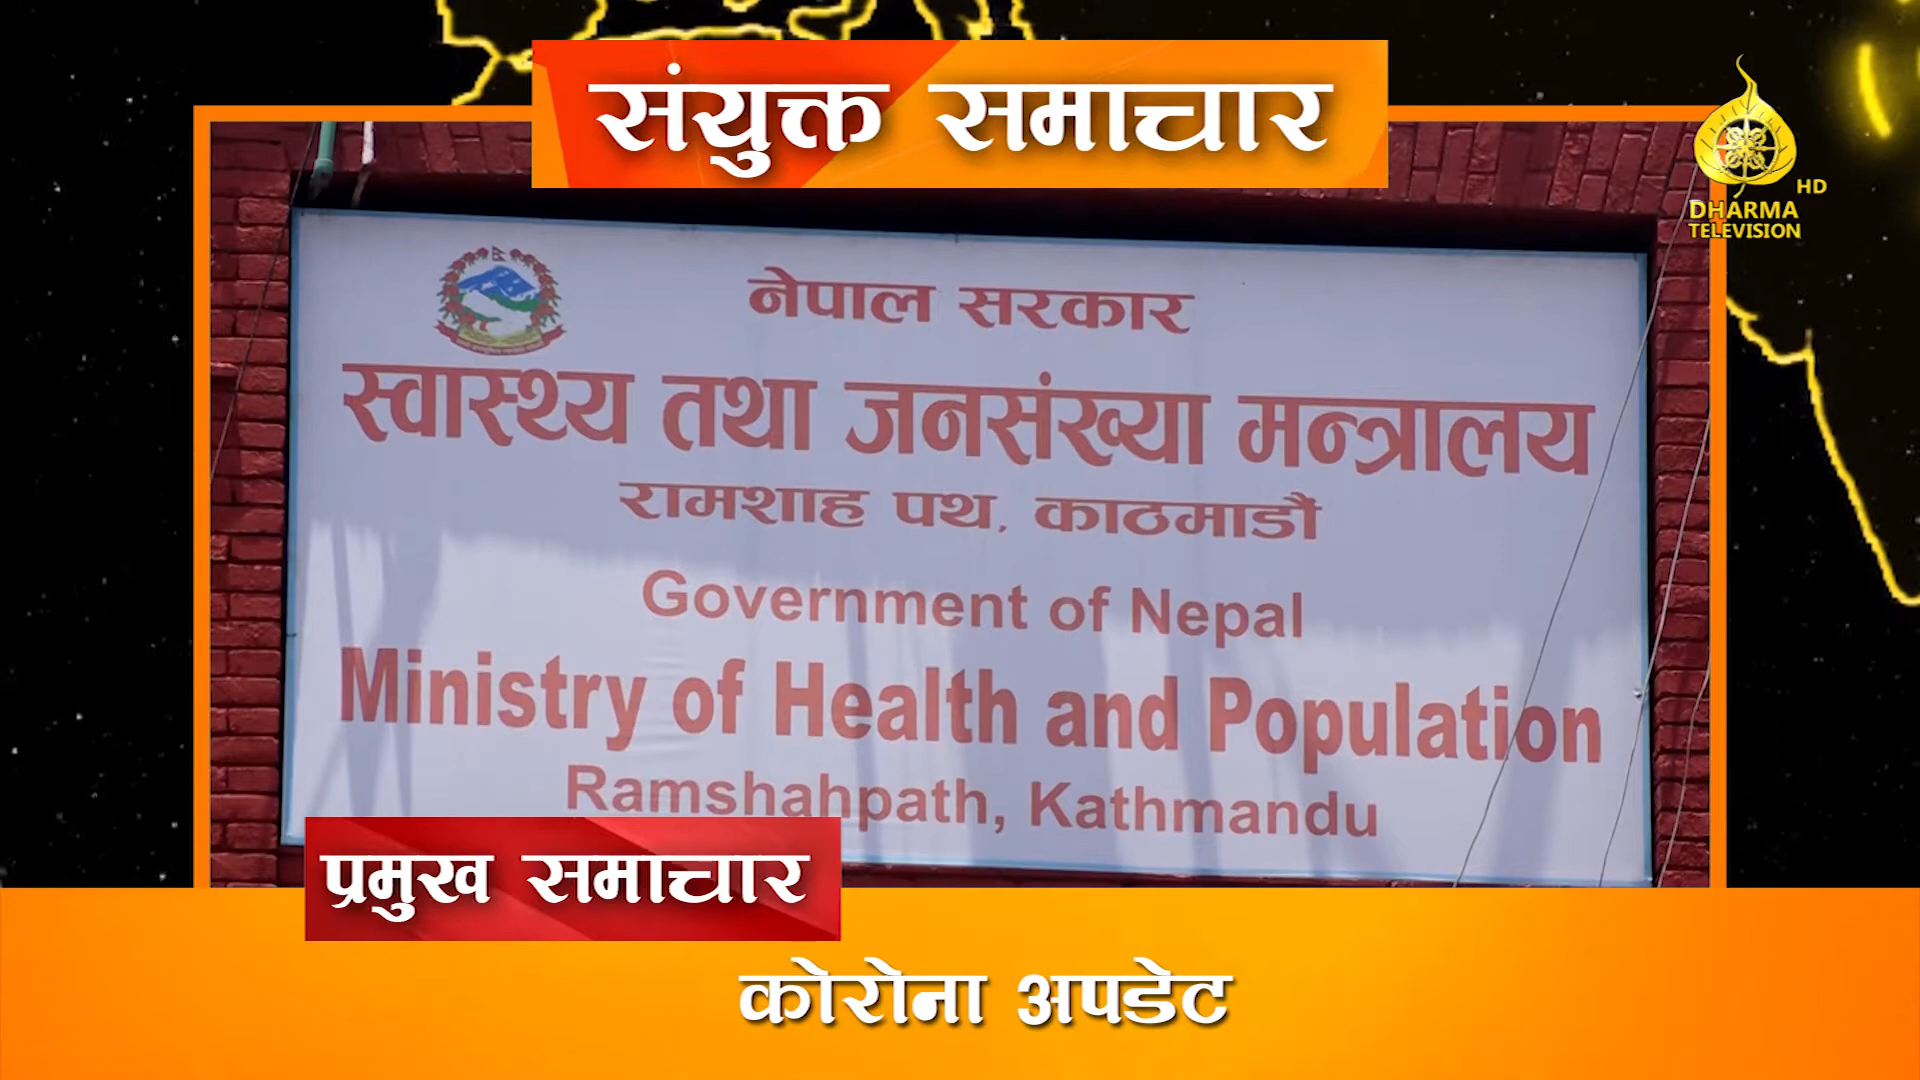 संयुक्त समाचार
HD
DHARMA
TELEVISION
नेपाल सरकार
स्वास्थ्य तथा जनसंख्या मन्त्रालय
रामशाह पथ, काठमाडौं
Government of Nepal
Ministry of Health and Population
Ramshahpath, Kathmandu
प्रमुख समाचार
कोरोना अपडेट